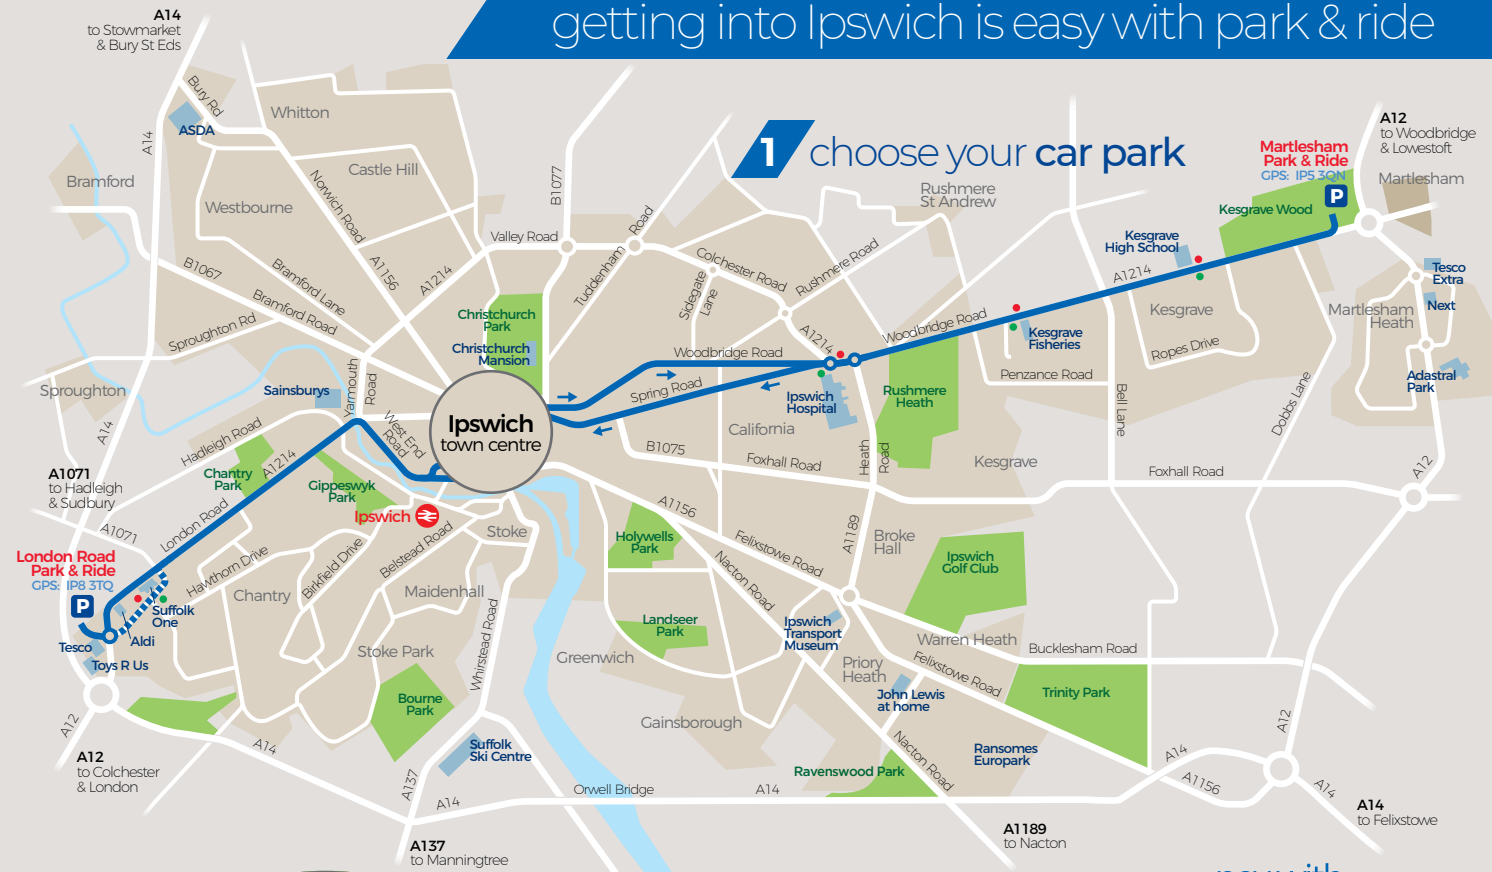 getting into Ipswich is easy with park & ride
1 choose your car park
A14
to Stowmarket
& Bury St Eds
Bury Rd
ASDA
Whitton
A14
Castle Hill
Bramford
Westbourne
Norwich Road
B1077
Valley Road
Tuddenham Road
Colchester Road
Sidegate
Lane
Rushmere Road
Rushmere
St Andrew
A12
to Woodbridge
& Lowestoft
Martlesham
Park & Ride
GPS: IP5 3QN
P
Martlesham
Kesgrave Wood
Kesgrave
High School
A1214
Tesco
Extra
Next
Martlesham
Heath
Kesgrave
Ropes Drive
Adastral
Park
B1067
Bramford Lane
Bramford Road
A1156
A1214
Sproughton Rd
Christchurch
Park
Christchurch
Mansion
A1214
Woodbridge Road
Woodbridge Road
Spring Road
Kesgrave
Fisheries
Penzance Road
Ipswich
Hospital
Rushmere
Heath
Sproughton
Sainsburys
Yarmouth
Road
West End
Road
Ipswich
town centre
California
B1075
Foxhall Road
Heath
Road
Kesgrave
Bell Lane
Dobbs Lane
Foxhall Road
A12
A14
Hadleigh Road
A1071
to Hadleigh
& Sudbury
Chantry
Park
A1214
Gippeswyk
Park
Ipswich
A1071
London Road
London Road
Park & Ride
GPS: IP8 3TQ
P
Hawthorn Drive
Birkfield Drive
Belstead Road
Stoke
Chantry
Maidenhall
Suffolk
One
Aldi
Tesco
Toys R Us
Stoke Park
Whirstead Road
Holywells
Park
A1156
Felixstowe Road
Nacton Road
A1189
Broke
Hall
Ipswich
Golf Club
Landseer
Park
Greenwich
Ipswich
Transport
Museum
Warren Heath
Bucklesham Road
Priory
Heath
Felixstowe Road
John Lewis
at home
Trinity Park
Gainsborough
Bourne
Park
Suffolk
Ski Centre
Nacton Road
Ransomes
Europark
Ravenswood Park
A12
A12
to Colchester
& London
A14
A137
A14
Orwell Bridge
A14
A12
A14
A1156
A14
A14
to Felixstowe
A1189
to Nacton
A137
to Manningtree